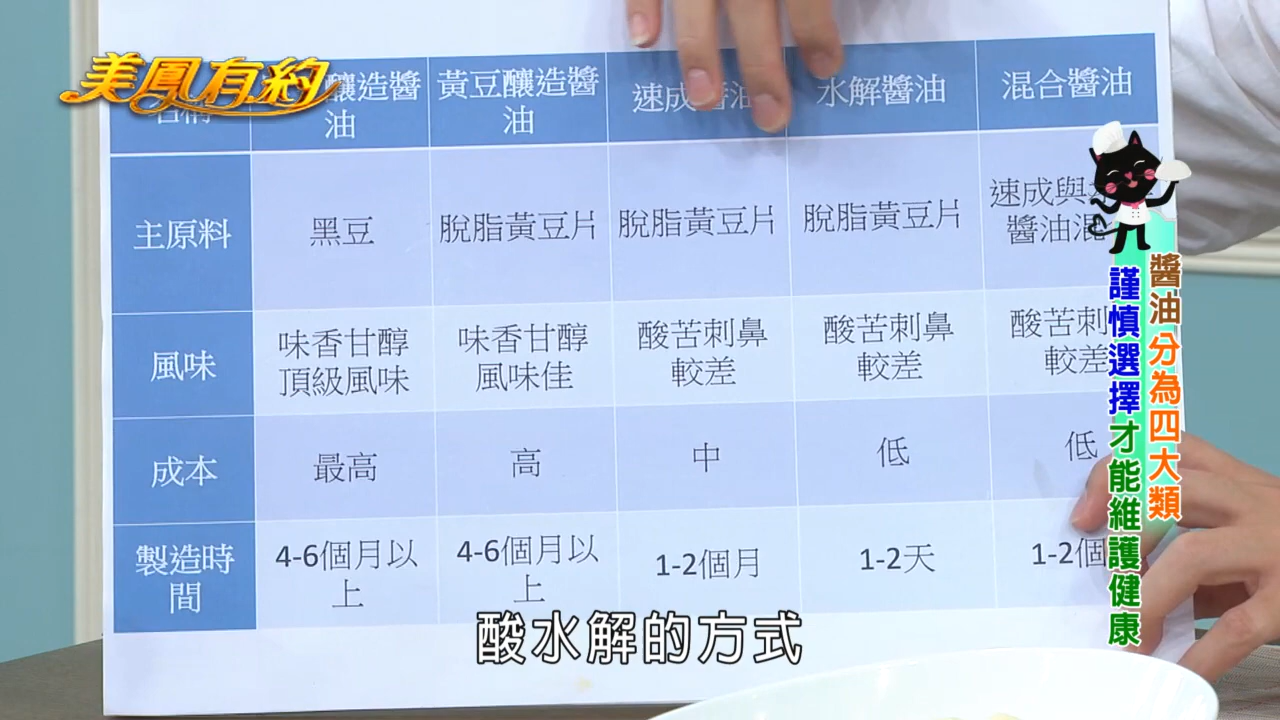 美鳳有約
釀造醬
油
黃豆釀造醬
油
速成醬油
水解醬油
混合醬油
主原料
黑豆
脫脂黃豆片
脫脂黃豆片
脫脂黃豆片
速成與
醬油混
風味
味香甘醇
頂級風味
味香甘醇
風味佳
酸苦刺鼻
較差
酸苦刺鼻
較差
酸苦刺
較差
成本
最高
高
中
低
低
製造時
間
4-6個月以
上
4-6個月以
上
1-2個月
1-2天
1-2個
醬油分為四大類
謹慎選擇才能維護健康
酸水解的方式